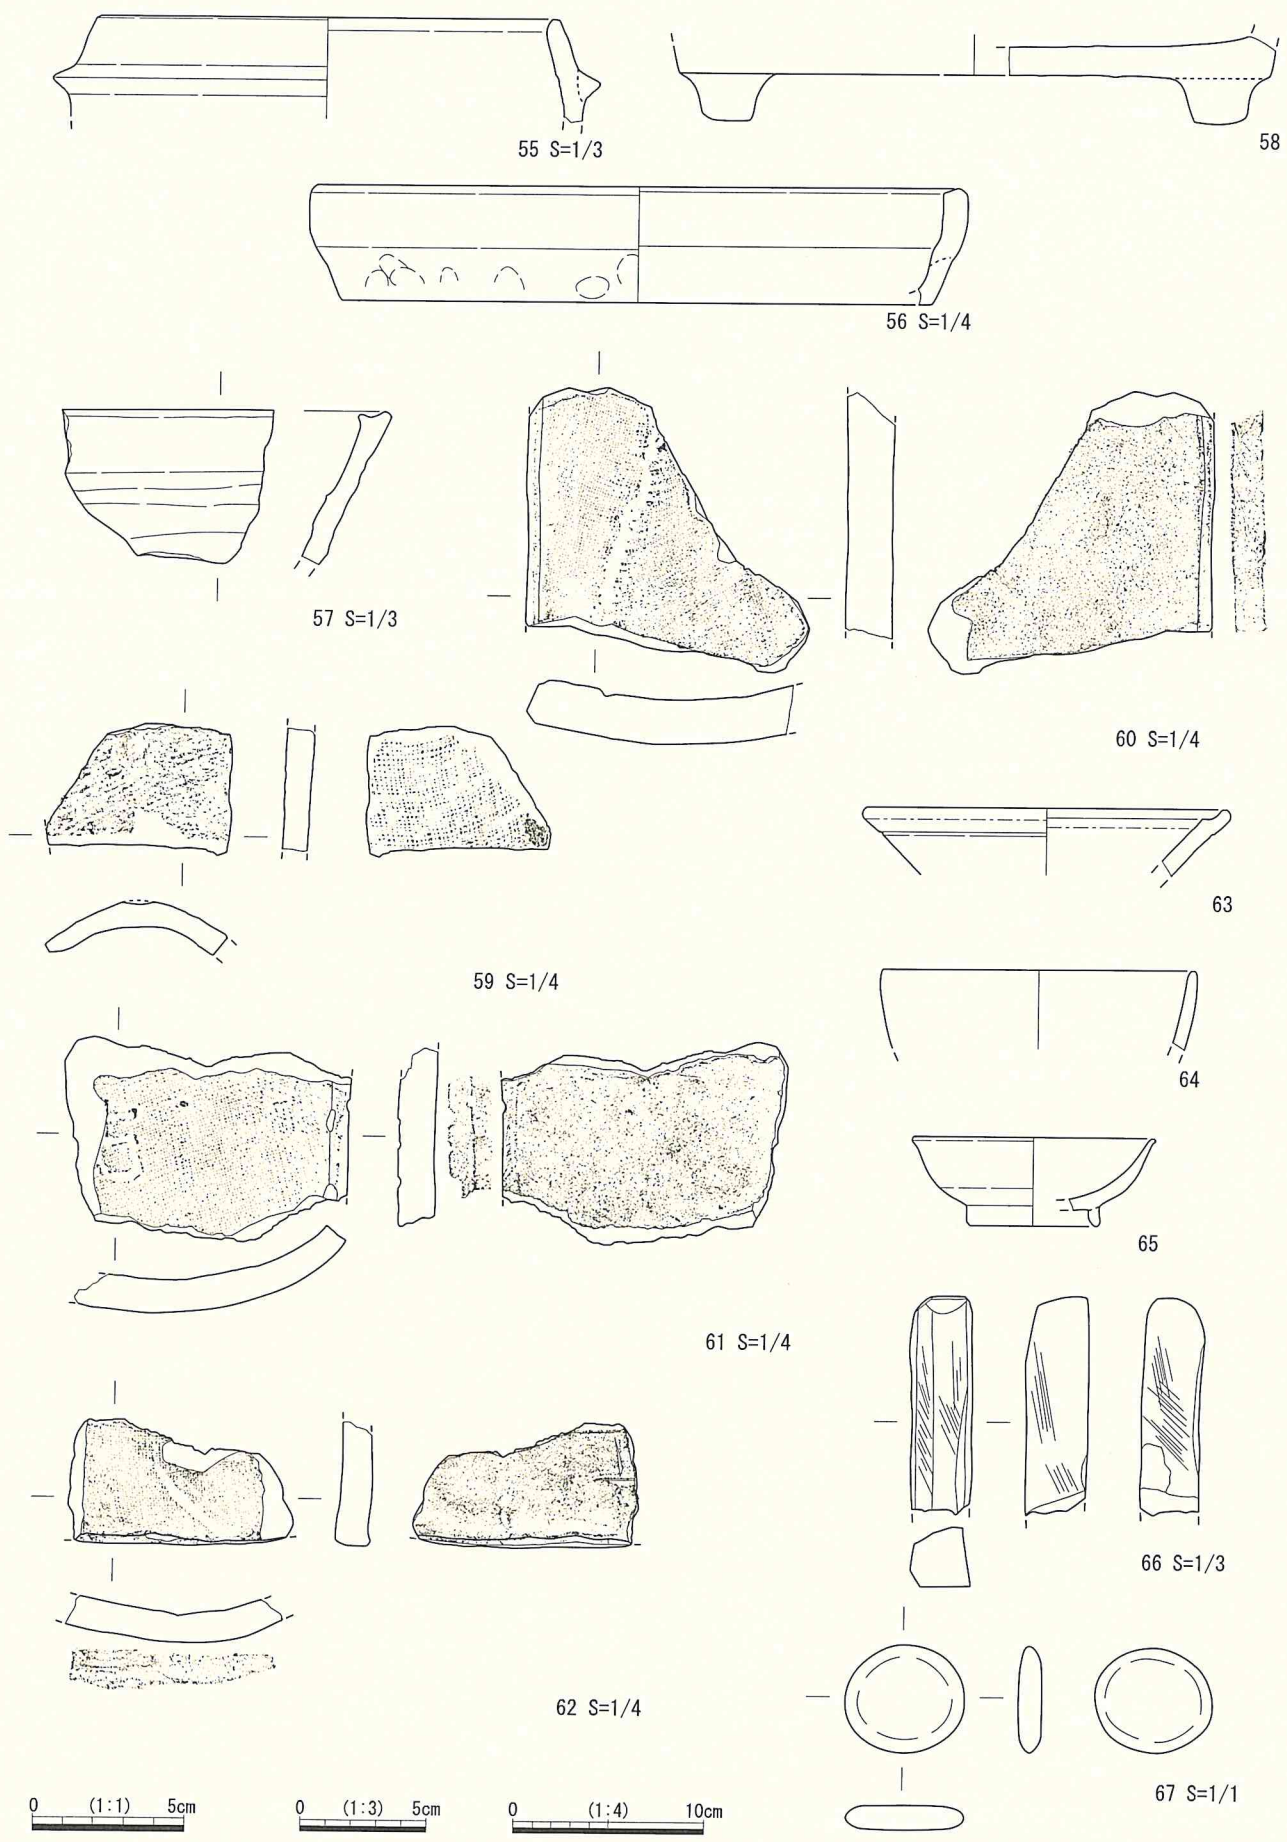 55 S=1/3
58
56 S=1/4
57 S=1/3
60 S=1/4
63
59 S=1/4
64
65
61 S=1/4
66 S=1/3
62 S=1/4
67 S=1/1
0 (1:1) 5cm
0 (1:3) 5cm
0 (1:4) 10cm